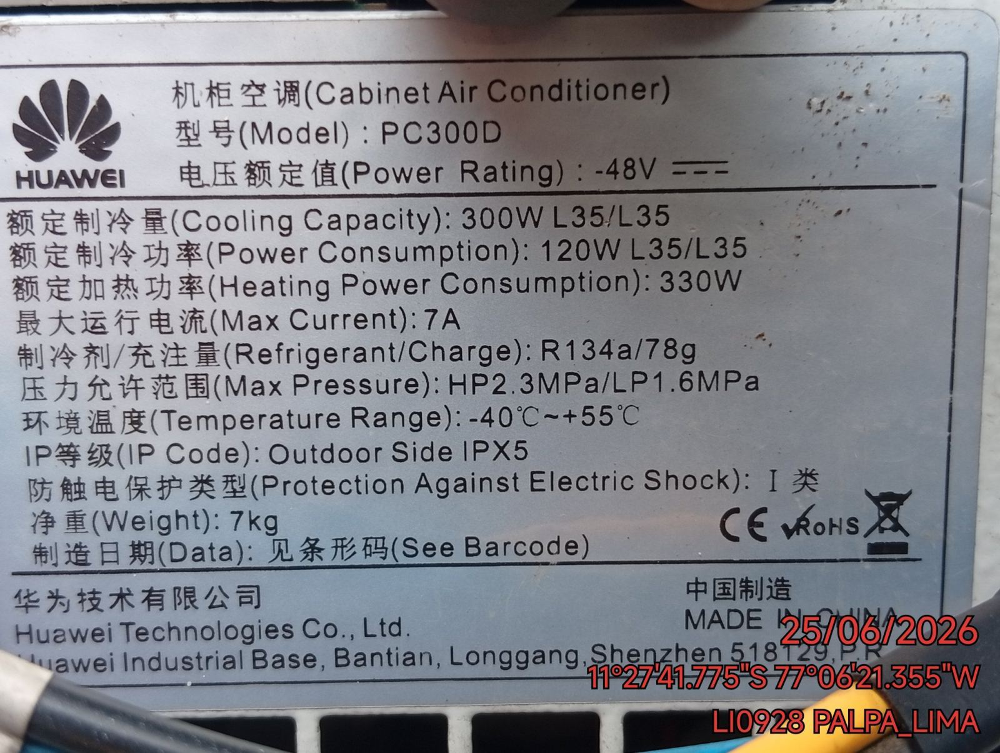 HUAWEI
机柜空调(Cabinet Air Conditioner)
型号(Model) : PC300D
电压额定值(Power Rating) : -48V
额定制冷量(Cooling Capacity): 300W L35/L35
额定制冷功率(Power Consumption): 120W L35/L35
额定加热功率(Heating Power Consumption): 330W
最大运行电流(Max Current): 7A
制冷剂/充注量(Refrigerant/Charge): R134a/78g
压力允许范围(Max Pressure): HP2.3MPa/LP1.6MPa
环境温度(Temperature Range): -40℃~+55℃
IP等级(IP Code): Outdoor Side IPX5
防触电保护类型(Protection Against Electric Shock): I 类
净重(Weight): 7kg
制造日期(Data): 见条形码(See Barcode)
CE RoHS
华为技术有限公司
Huawei Technologies Co., Ltd.
Huawei Industrial Base, Bantian, Longgang, Shenzhen 518129, P.R
中国制造
MADE IN CHINA
25/06/2026
11°27'41.775"S 77°06'21.355"W
LI0928 PALPA_LIMA